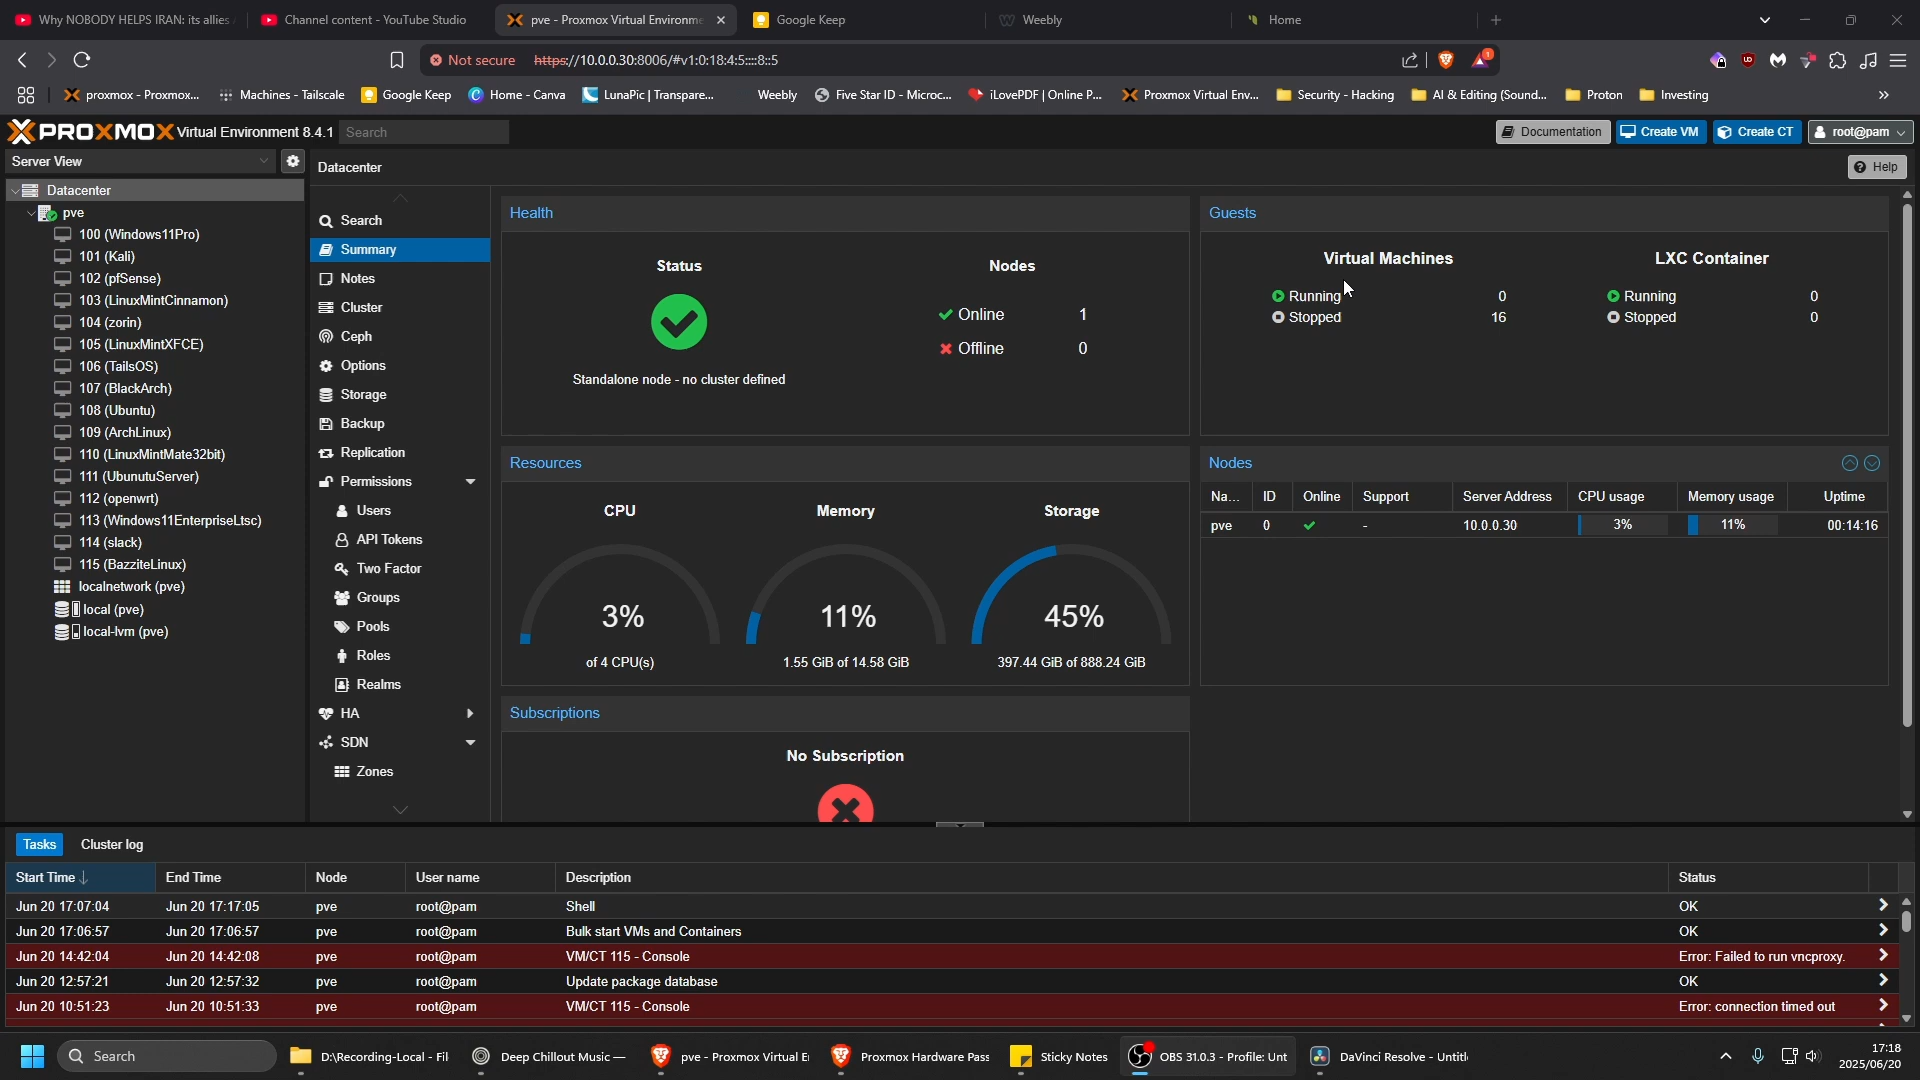 Why NOBODY HELPS IRAN: its allies
Channel content - YouTube Studio
pve - Proxmox Virtual Environme
Google Keep
Weebly
Home
Not secure
https://10.0.0.30:8006/#v1:0:18:4:5::::8::5
proxmox - Proxmox...
Machines - Tailscale
Google Keep
Home - Canva
LunaPic | Transpare...
Weebly
Five Star ID - Microc...
iLovePDF | Online P...
Proxmox Virtual Env...
Security - Hacking
AI & Editing (Sound...
Proton
Investing
PROXMOX Virtual Environment 8.4.1
Search
Documentation
Create VM
Create CT
root@pam
Server View
Datacenter
Help
Datacenter
pve
100 (Windows11Pro)
101 (Kali)
102 (pfSense)
103 (LinuxMintCinnamon)
104 (zorin)
105 (LinuxMintXFCE)
106 (TailsOS)
107 (BlackArch)
108 (Ubuntu)
109 (ArchLinux)
110 (LinuxMintMate32bit)
111 (UbunutuServer)
112 (openwrt)
113 (Windows11EnterpriseLtsc)
114 (slack)
115 (BazziteLinux)
localnetwork (pve)
local (pve)
local-lvm (pve)
Search
Summary
Notes
Cluster
Ceph
Options
Storage
Backup
Replication
Permissions
Users
API Tokens
Two Factor
Groups
Pools
Roles
Realms
HA
SDN
Zones
Health
Status
Nodes
Online 1
Offline 0
Standalone node - no cluster defined
Guests
Virtual Machines
LXC Container
Running 0
Stopped 16
Running 0
Stopped 0
Resources
CPU
Memory
Storage
3%
11%
45%
of 4 CPU(s)
1.55 GiB of 14.58 GiB
397.44 GiB of 888.24 GiB
Nodes
Na... ID Online Support Server Address CPU usage Memory usage Uptime
pve 0 - 10.0.0.30 3% 11% 00:14:16
Subscriptions
No Subscription
Tasks
Cluster log
Start Time End Time Node User name Description Status
Jun 20 17:07:04 Jun 20 17:17:05 pve root@pam Shell OK
Jun 20 17:06:57 Jun 20 17:06:57 pve root@pam Bulk start VMs and Containers OK
Jun 20 14:42:04 Jun 20 14:42:08 pve root@pam VM/CT 115 - Console Error: Failed to run vncproxy.
Jun 20 12:57:21 Jun 20 12:57:32 pve root@pam Update package database OK
Jun 20 10:51:23 Jun 20 10:51:33 pve root@pam VM/CT 115 - Console Error: connection timed out
Search
D:\Recording-Local - Fil
Deep Chillout Music —
pve - Proxmox Virtual E
Proxmox Hardware Pass
Sticky Notes
OBS 31.0.3 - Profile: Unt
DaVinci Resolve - Untitl
17:18
2025/06/20